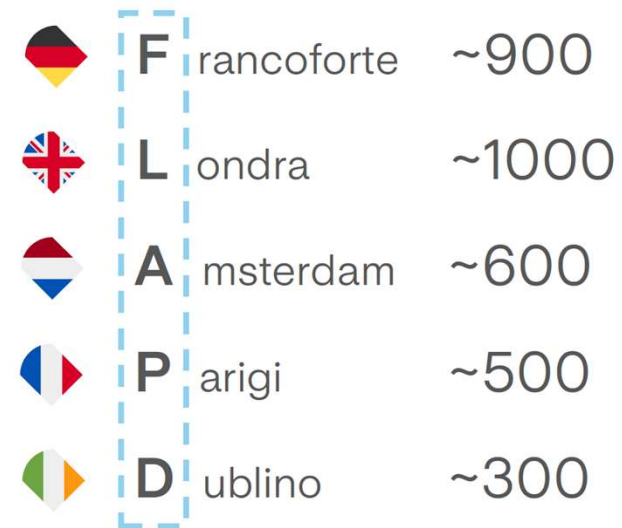 Francoforte ~900
Londra ~1000
Amsterdam ~600
Parigi ~500
Dublino ~300